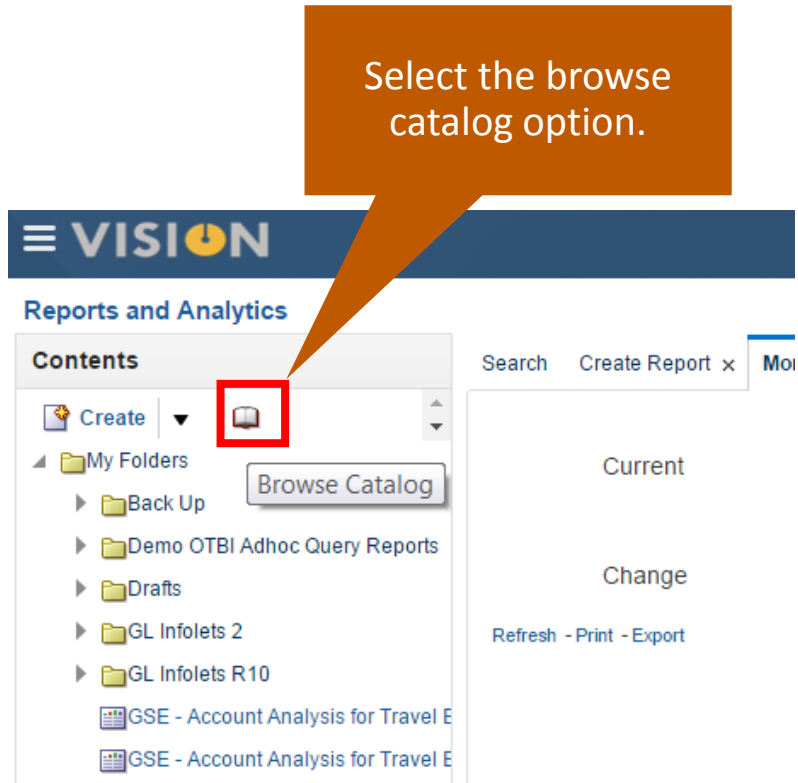 Select the browse
catalog option.
VISION
Reports and Analytics
Contents
Search Create Report x
Create
Browse Catalog
My Folders
Back Up
Demo OTBI Adhoc Query Reports
Drafts
GL Infolets 2
GL Infolets R10
GSE - Account Analysis for Travel
GSE - Account Analysis for Travel
Current
Change
Refresh - Print - Export